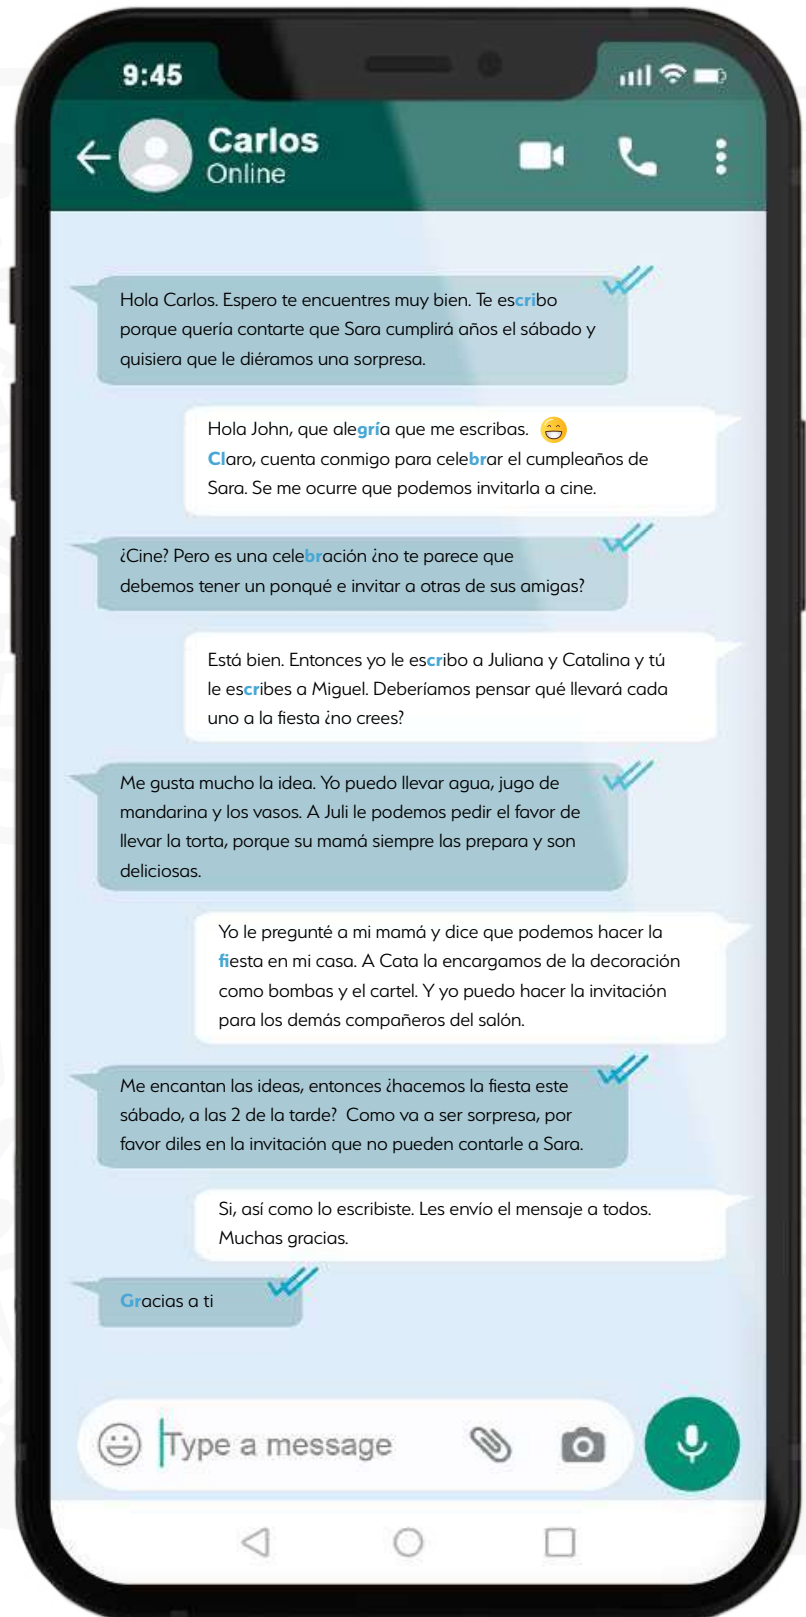 9:45
Carlos
Online
Hola Carlos. Espero te encuentres muy bien. Te escribo
porque quería contarte que Sara cumplirá años el sábado y
quisiera que le diéramos una sorpresa.
Hola John, que alegría que me escribas. 😄
Claro, cuenta conmigo para celebrar el cumpleaños de
Sara. Se me ocurre que podemos invitarla a cine.
¿Cine? Pero es una celebración ¿no te parece que
debemos tener un ponqué e invitar a otras de sus amigas?
Está bien. Entonces yo le escribo a Juliana y Catalina y tú
le escribes a Miguel. Deberíamos pensar qué llevará cada
uno a la fiesta ¿no crees?
Me gusta mucho la idea. Yo puedo llevar agua, jugo de
mandarina y los vasos. A Juli le podemos pedir el favor de
llevar la torta, porque su mamá siempre las prepara y son
deliciosas.
Yo le pregunté a mi mamá y dice que podemos hacer la
fiesta en mi casa. A Cata la encargamos de la decoración
como bombas y el cartel. Y yo puedo hacer la invitación
para los demás compañeros del salón.
Me encantan las ideas, entonces ¿hacemos la fiesta este
sábado, a las 2 de la tarde? Como va a ser sorpresa, por
favor diles en la invitación que no pueden contarle a Sara.
Si, así como lo escribiste. Les envío el mensaje a todos.
Muchas gracias.
Gracias a ti
Type a message